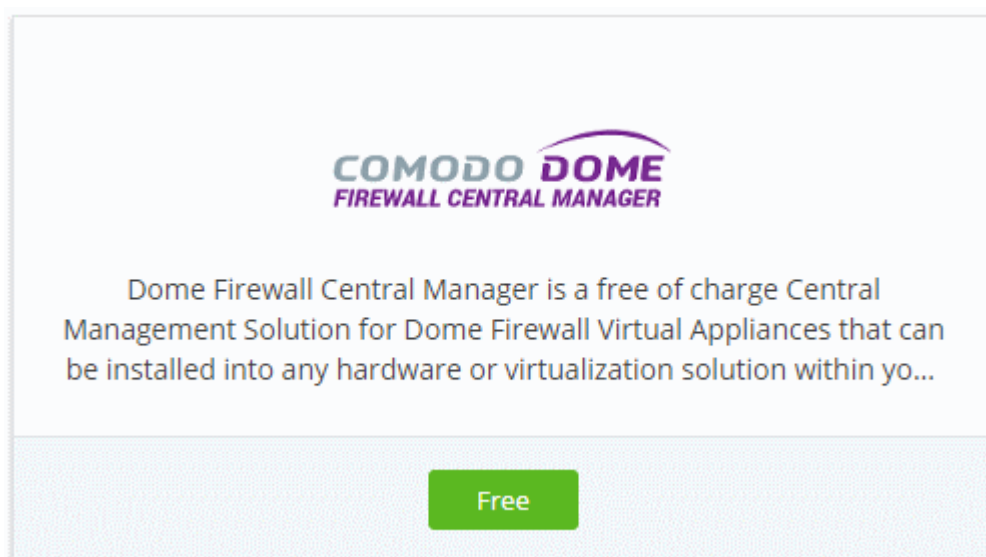 COMODO DOME
FIREWALL CENTRAL MANAGER
Dome Firewall Central Manager is a free of charge Central
Management Solution for Dome Firewall Virtual Appliances that can
be installed into any hardware or virtualization solution within yo...
Free